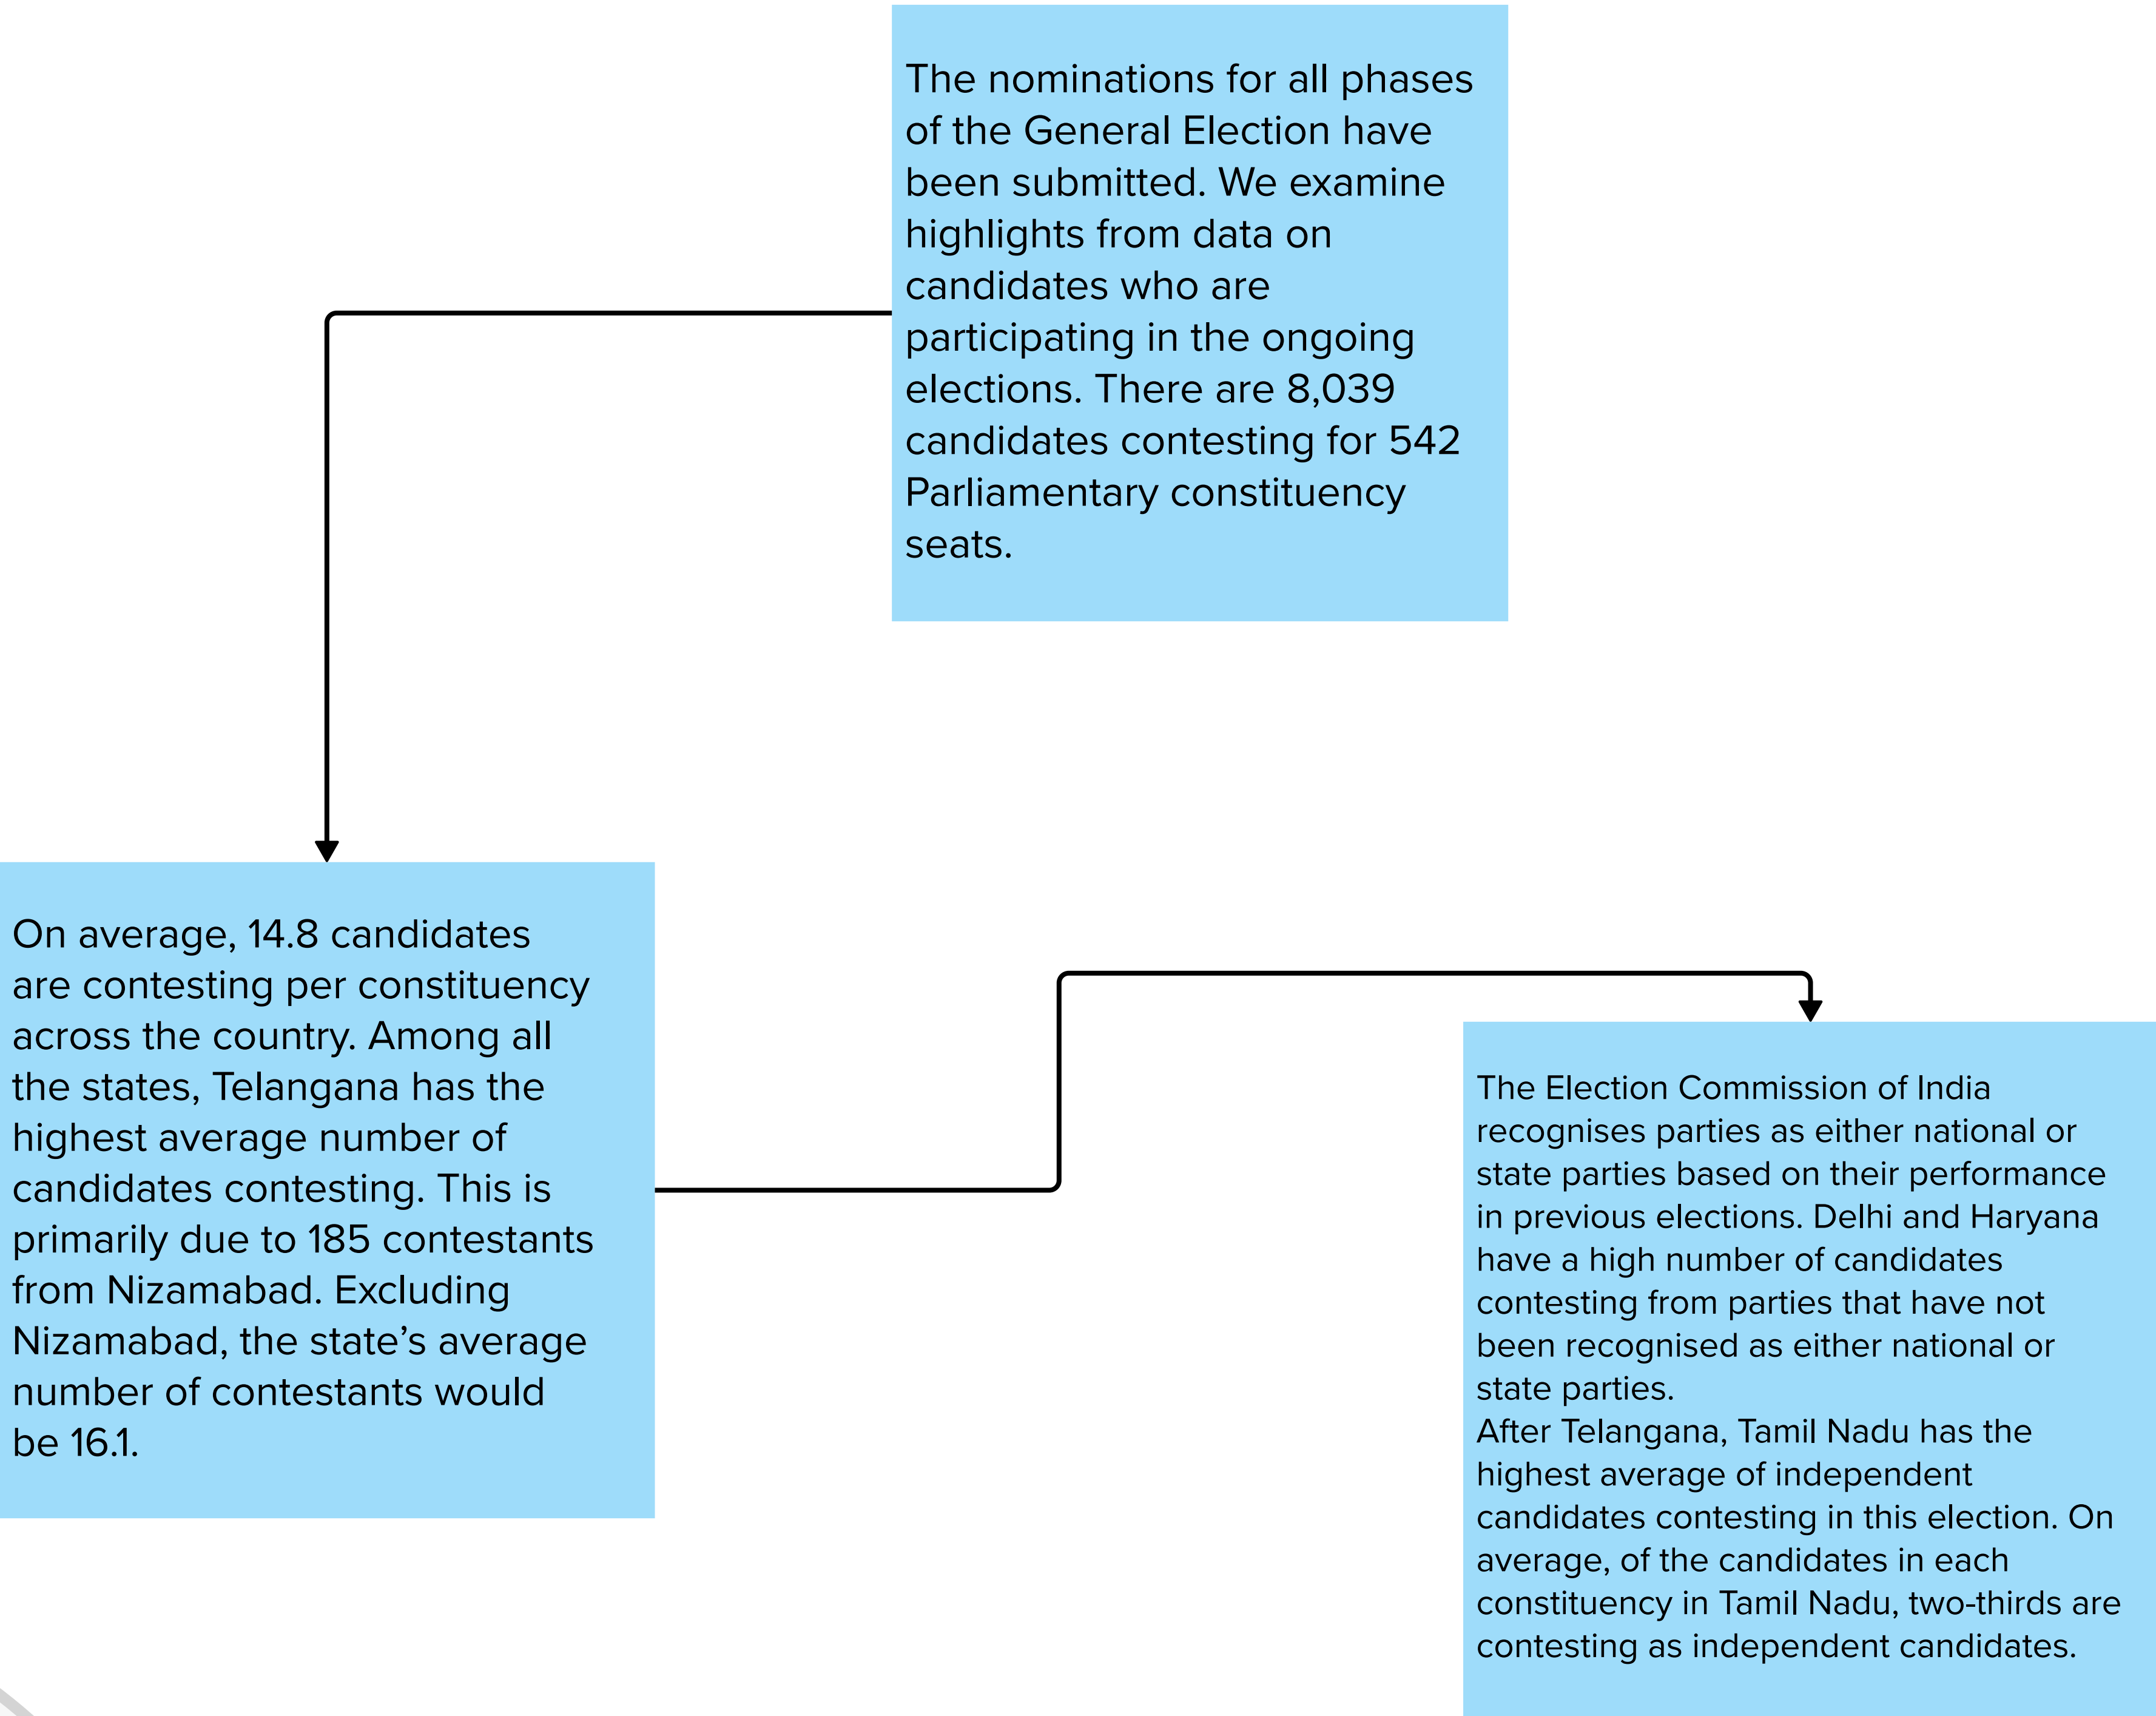 The nominations for all phases
of the General Election have
been submitted. We examine
highlights from data on
candidates who are
participating in the ongoing
elections. There are 8,039
candidates contesting for 542
Parliamentary constituency
seats.
On average, 14.8 candidates
are contesting per constituency
across the country. Among all
the states, Telangana has the
highest average number of
candidates contesting. This is
primarily due to 185 contestants
from Nizamabad. Excluding
Nizamabad, the state’s average
number of contestants would
be 16.1.
The Election Commission of India
recognises parties as either national or
state parties based on their performance
in previous elections. Delhi and Haryana
have a high number of candidates
contesting from parties that have not
been recognised as either national or
state parties.
After Telangana, Tamil Nadu has the
highest average of independent
candidates contesting in this election. On
average, of the candidates in each
constituency in Tamil Nadu, two-thirds are
contesting as independent candidates.